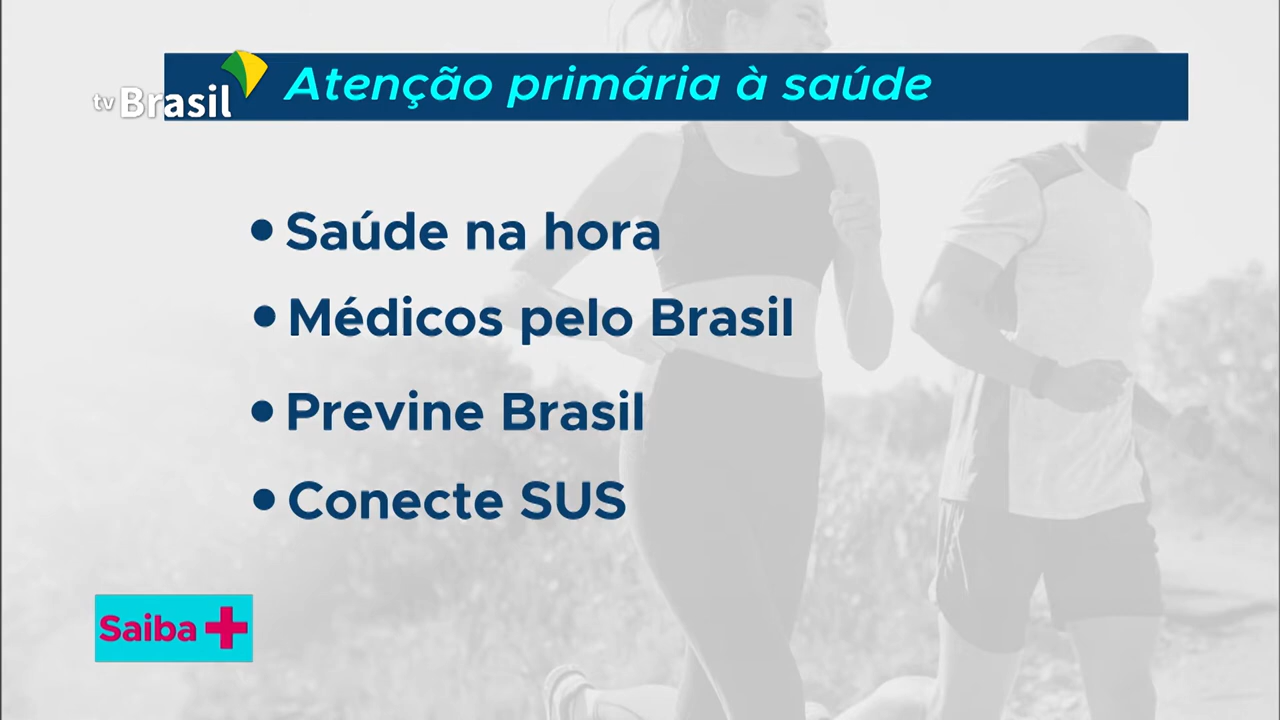 tv Brasil
Atenção primária à saúde
• Saúde na hora
• Médicos pelo Brasil
• Previne Brasil
• Conecte SUS
Saiba +